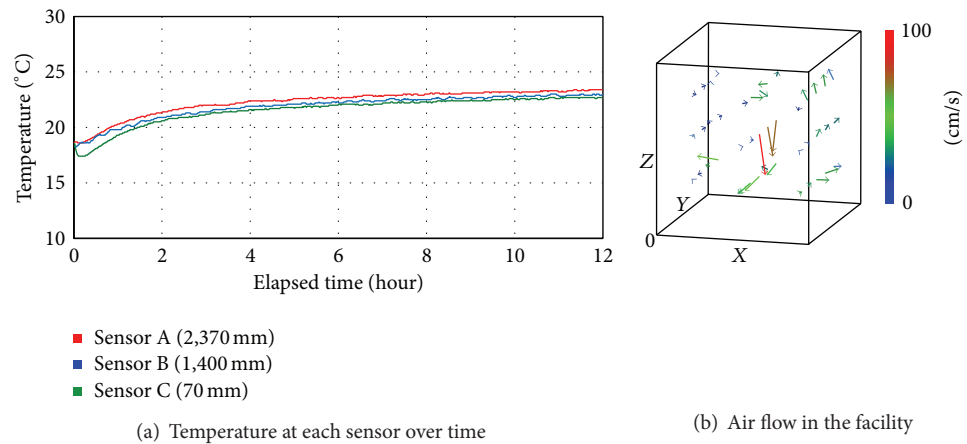 30
25
20
15
10
Temperature (°C)
0 2 4 6 8 10 12
Elapsed time (hour)
Sensor A (2,370 mm)
Sensor B (1,400 mm)
Sensor C (70 mm)
(a) Temperature at each sensor over time
Z
Y
0
X
100
0
(cm/s)
(b) Air flow in the facility